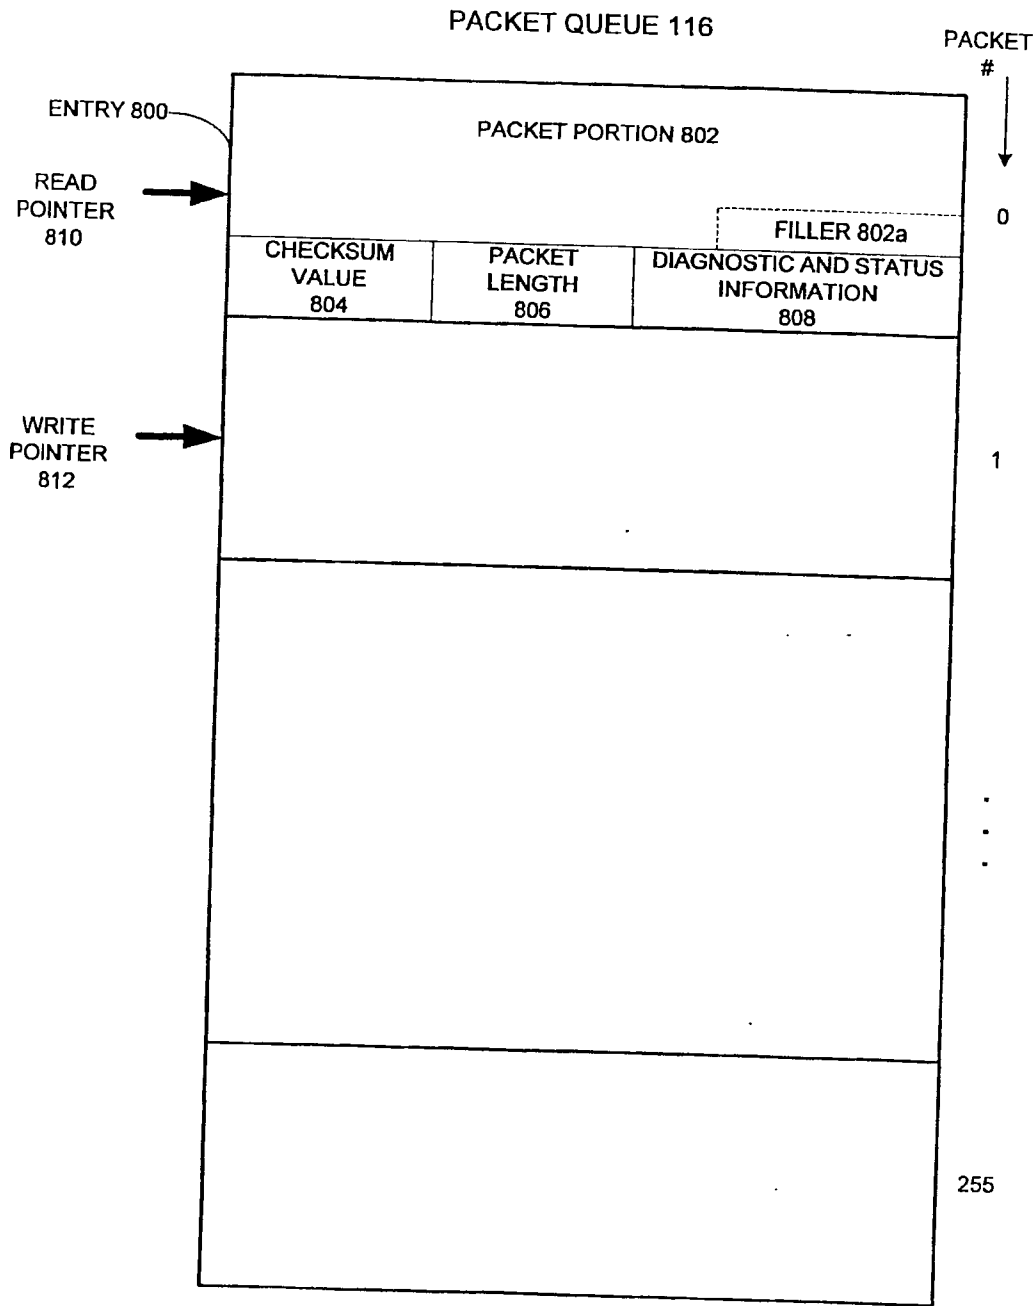 PACKET QUEUE 116
PACKET
#
ENTRY 800
PACKET PORTION 802
READ
POINTER
810
0
FILLER 802a
CHECKSUM
VALUE
804
PACKET
LENGTH
806
DIAGNOSTIC AND STATUS
INFORMATION
808
WRITE
POINTER
812
1
255